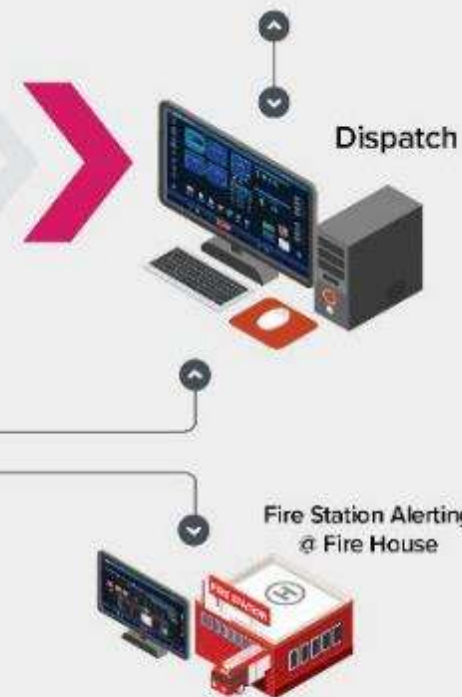 Dispatch
Fire Station Alerting
@ Fire House
FIRE STATION
H